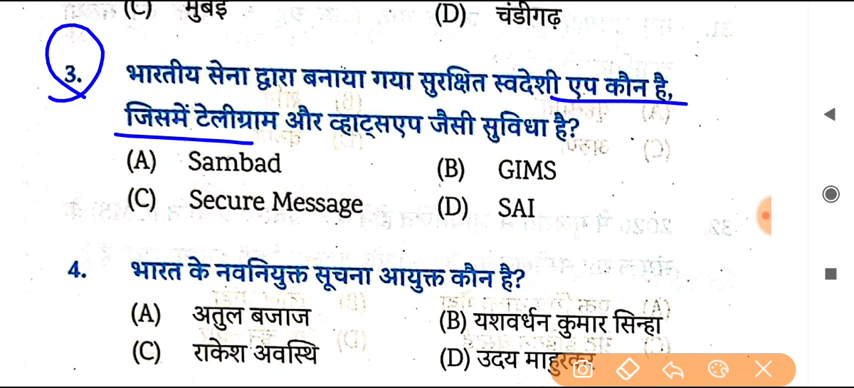 (C) मुंबई (D) चंडीगढ़
3. भारतीय सेना द्वारा बनाया गया सुरक्षित स्वदेशी एप कौन है,
जिसमें टेलीग्राम और व्हाट्सएप जैसी सुविधा है?
(A) Sambad (B) GIMS
(C) Secure Message (D) SAI
4. भारत के नवनियुक्त सूचना आयुक्त कौन है?
(A) अतुल बजाज (B) यशवर्धन कुमार सिन्हा
(C) राकेश अवस्थि (D) उदय माहुरकर